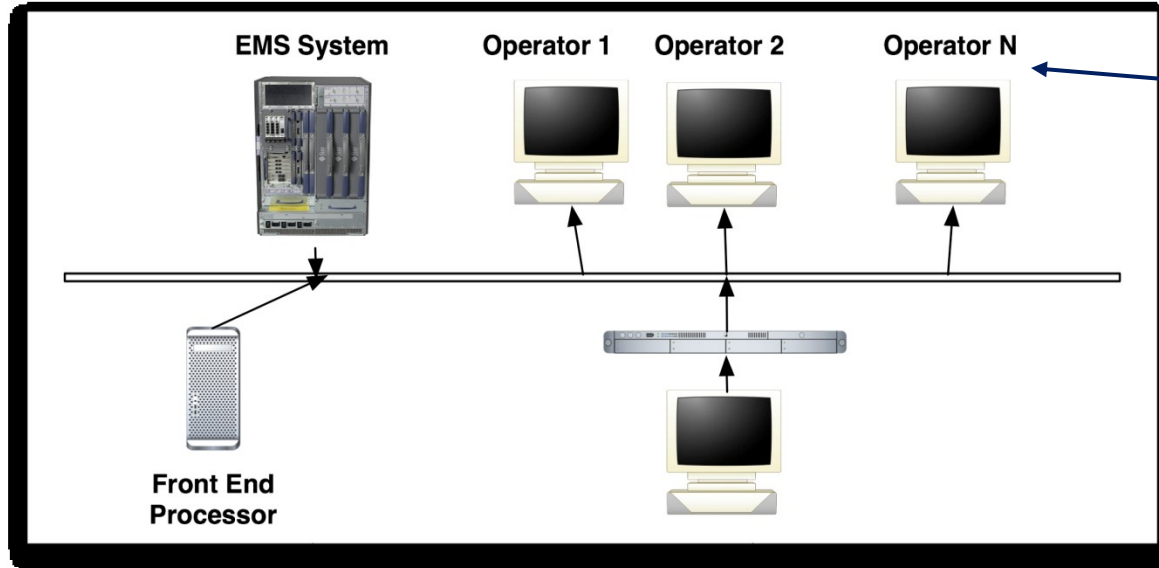 EMS System
Operator 1
Operator 2
Operator N
Front End
Processor